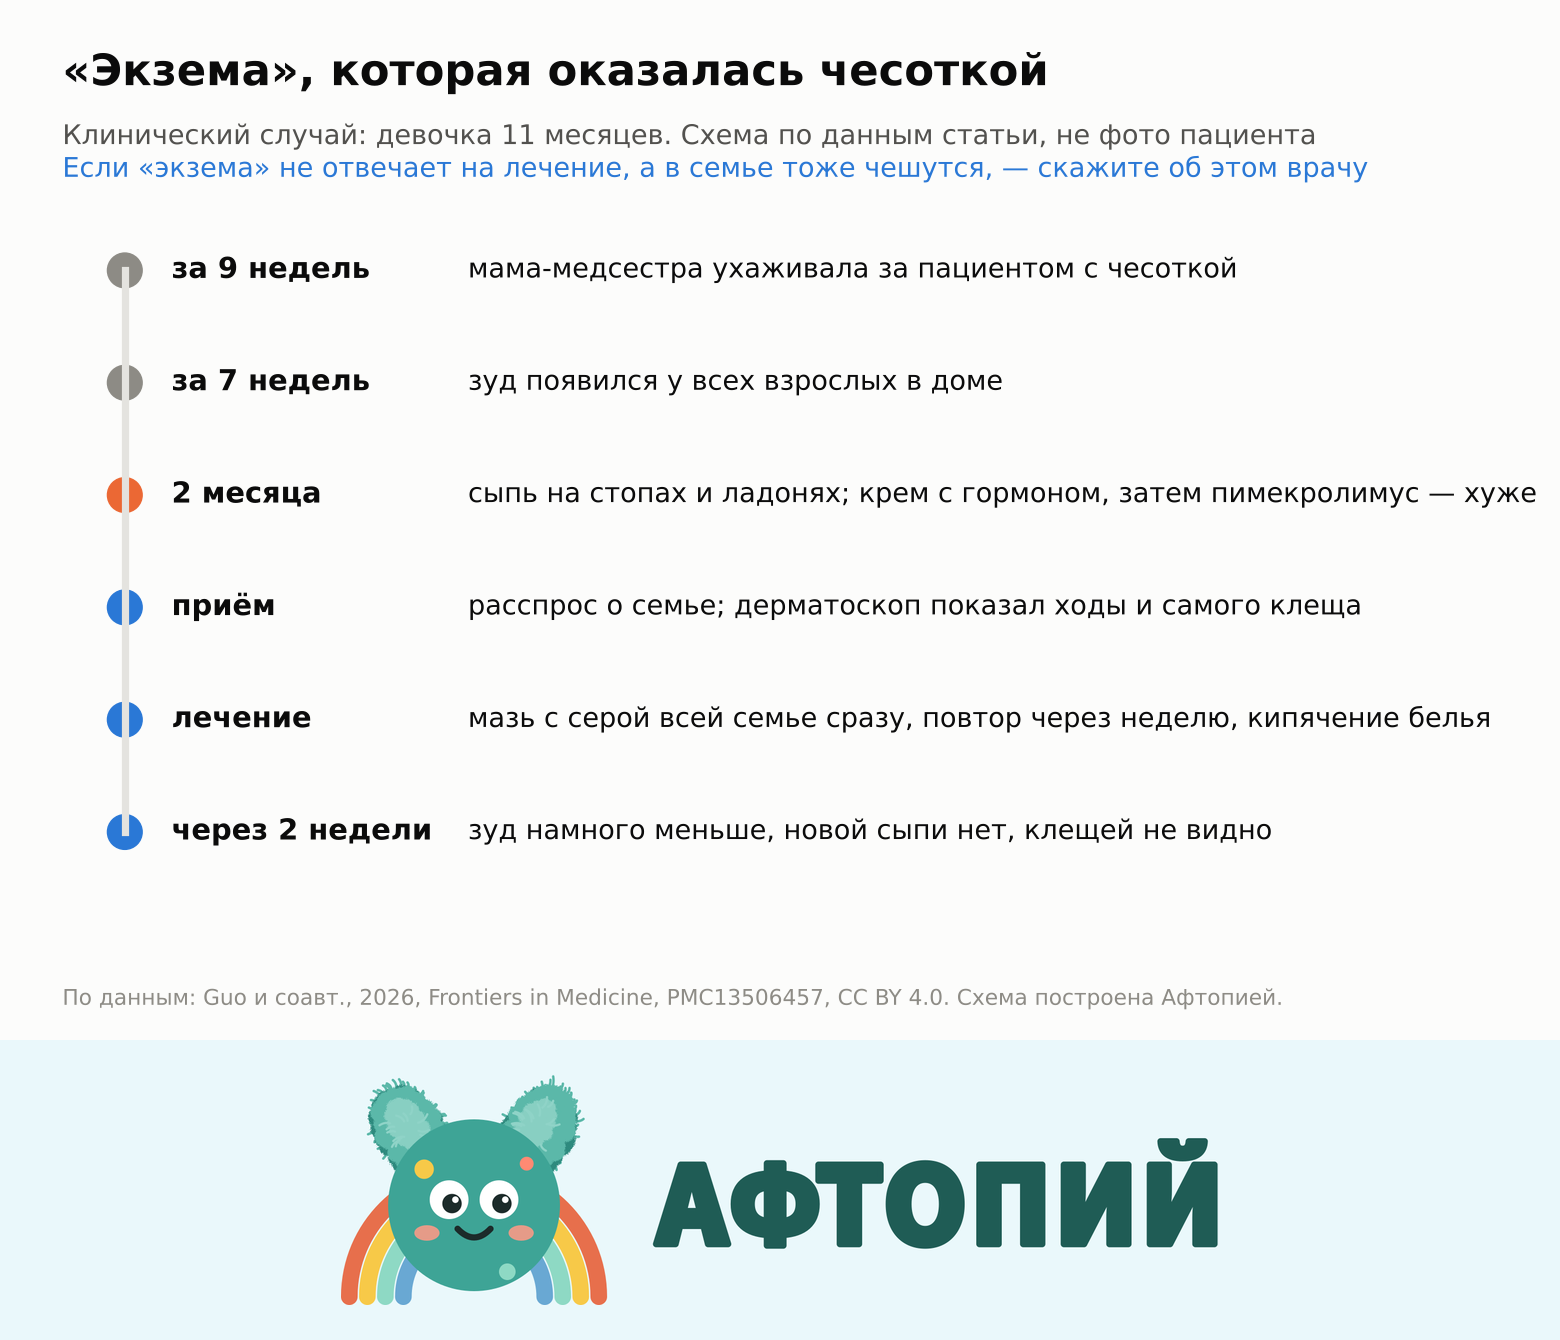 «Экзема», которая оказалась чесоткой
Клинический случай: девочка 11 месяцев. Схема по данным статьи, не фото пациента
Если «экзема» не отвечает на лечение, а в семье тоже чешутся, — скажите об этом врачу
за 9 недель мама-медсестра ухаживала за пациентом с чесоткой
за 7 недель зуд появился у всех взрослых в доме
2 месяца сыпь на стопах и ладонях; крем с гормоном, затем пимекролимус — хуже
приём расспрос о семье; дерматоскоп показал ходы и самого клеща
лечение мазь с серой всей семье сразу, повтор через неделю, кипячение белья
через 2 недели зуд намного меньше, новой сыпи нет, клещей не видно
По данным: Guo и соавт., 2026, Frontiers in Medicine, PMC13506457, CC BY 4.0. Схема построена Афтопией.
АФТОПИЙ